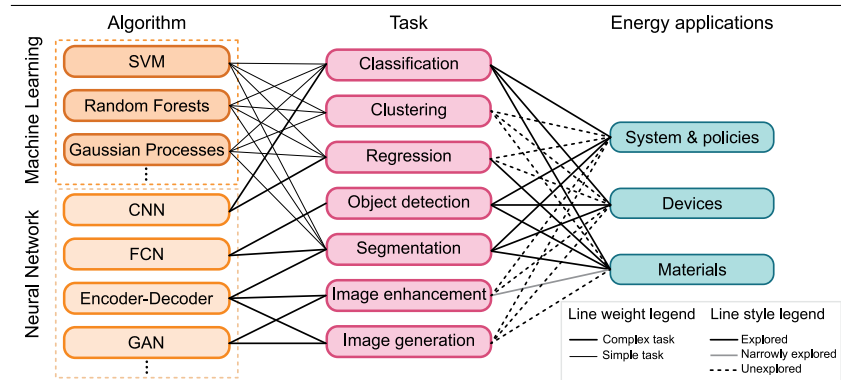 Algorithm
Task
Energy applications
Machine Learning
SVM
Random Forests
Gaussian Processes
Neural Network
CNN
FCN
Encoder-Decoder
GAN
Classification
Clustering
Regression
Object detection
Segmentation
Image enhancement
Image generation
System & policies
Devices
Materials
Line weight legend
Complex task
Simple task
Line style legend
Explored
Narrowly explored
Unexplored